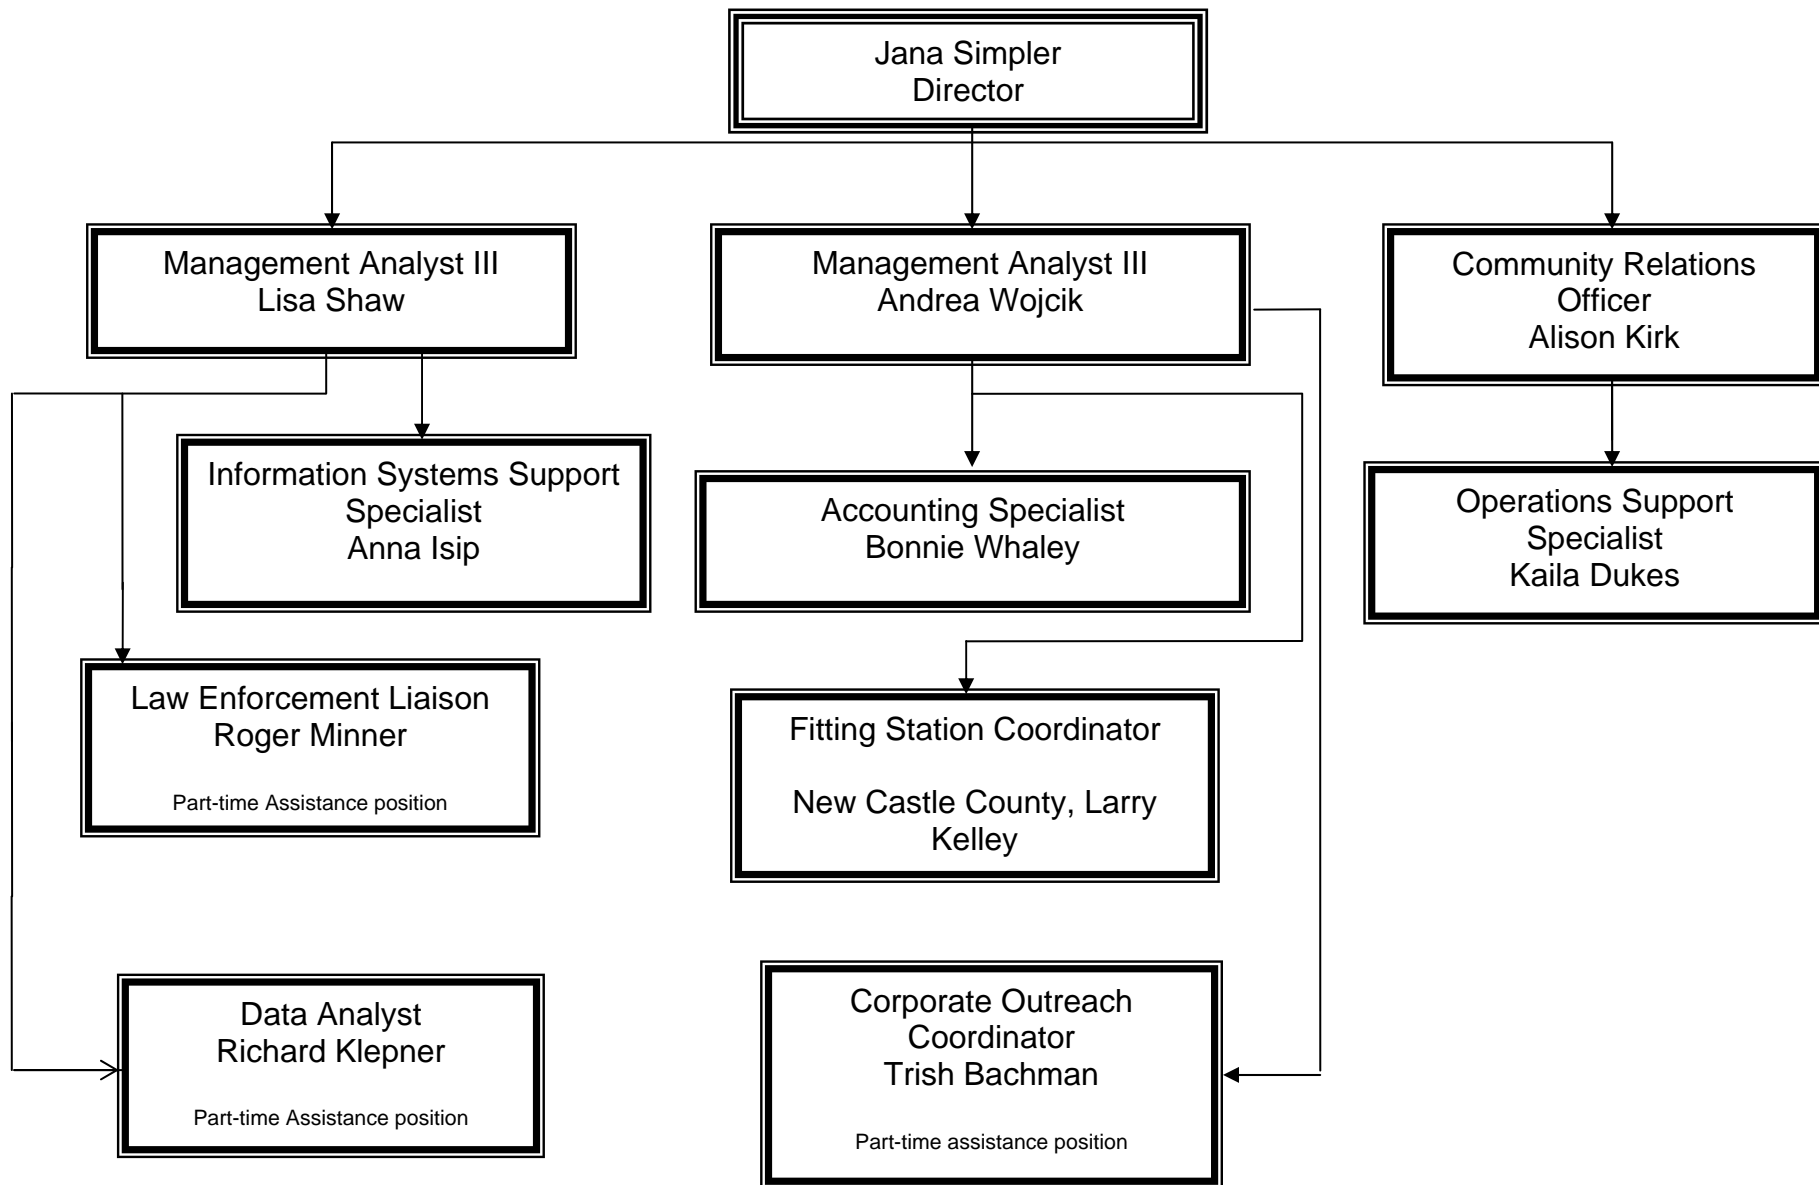 Jana Simpler
Director
Management Analyst III
Lisa Shaw
Management Analyst III
Andrea Wojcik
Community Relations
Officer
Alison Kirk
Information Systems Support
Specialist
Anna Isip
Accounting Specialist
Bonnie Whaley
Operations Support
Specialist
Kaila Dukes
Law Enforcement Liaison
Roger Minner
Part-time Assistance position
Fitting Station Coordinator
New Castle County, Larry
Kelley
Data Analyst
Richard Klepner
Part-time Assistance position
Corporate Outreach
Coordinator
Trish Bachman
Part-time assistance position